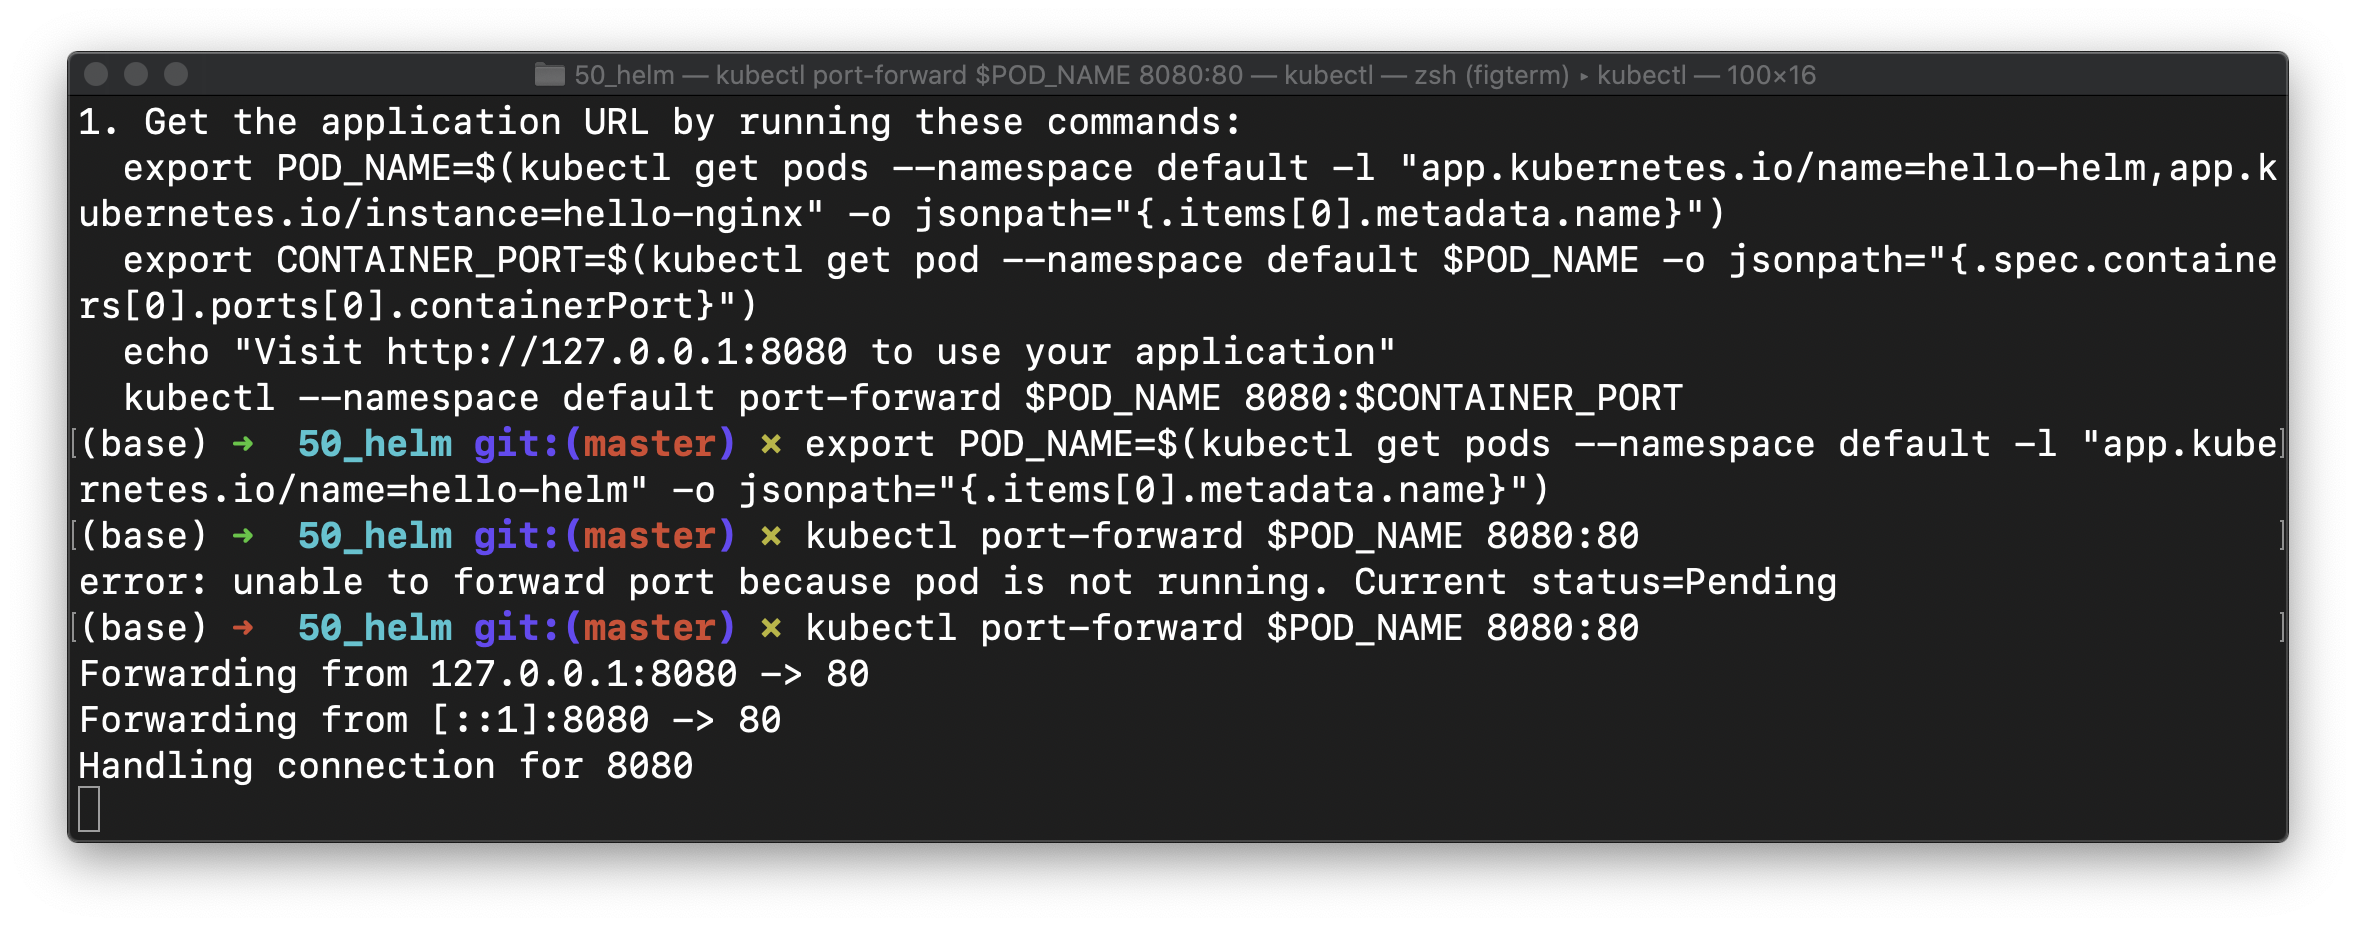 50_helm — kubectl port-forward $POD_NAME 8080:80 — kubectl — zsh (figterm) ▸ kubectl — 100×16
1. Get the application URL by running these commands:
  export POD_NAME=$(kubectl get pods --namespace default -l "app.kubernetes.io/name=hello-helm,app.k
ubernetes.io/instance=hello-nginx" -o jsonpath="{.items[0].metadata.name}")
  export CONTAINER_PORT=$(kubectl get pod --namespace default $POD_NAME -o jsonpath="{.spec.containe
rs[0].ports[0].containerPort}")
  echo "Visit http://127.0.0.1:8080 to use your application"
  kubectl --namespace default port-forward $POD_NAME 8080:$CONTAINER_PORT
[(base) ➜  50_helm git:(master) ✗ export POD_NAME=$(kubectl get pods --namespace default -l "app.kube]
rnetes.io/name=hello-helm" -o jsonpath="{.items[0].metadata.name}")
[(base) ➜  50_helm git:(master) ✗ kubectl port-forward $POD_NAME 8080:80 ]
error: unable to forward port because pod is not running. Current status=Pending
[(base) ➜  50_helm git:(master) ✗ kubectl port-forward $POD_NAME 8080:80 ]
Forwarding from 127.0.0.1:8080 -> 80
Forwarding from [::1]:8080 -> 80
Handling connection for 8080